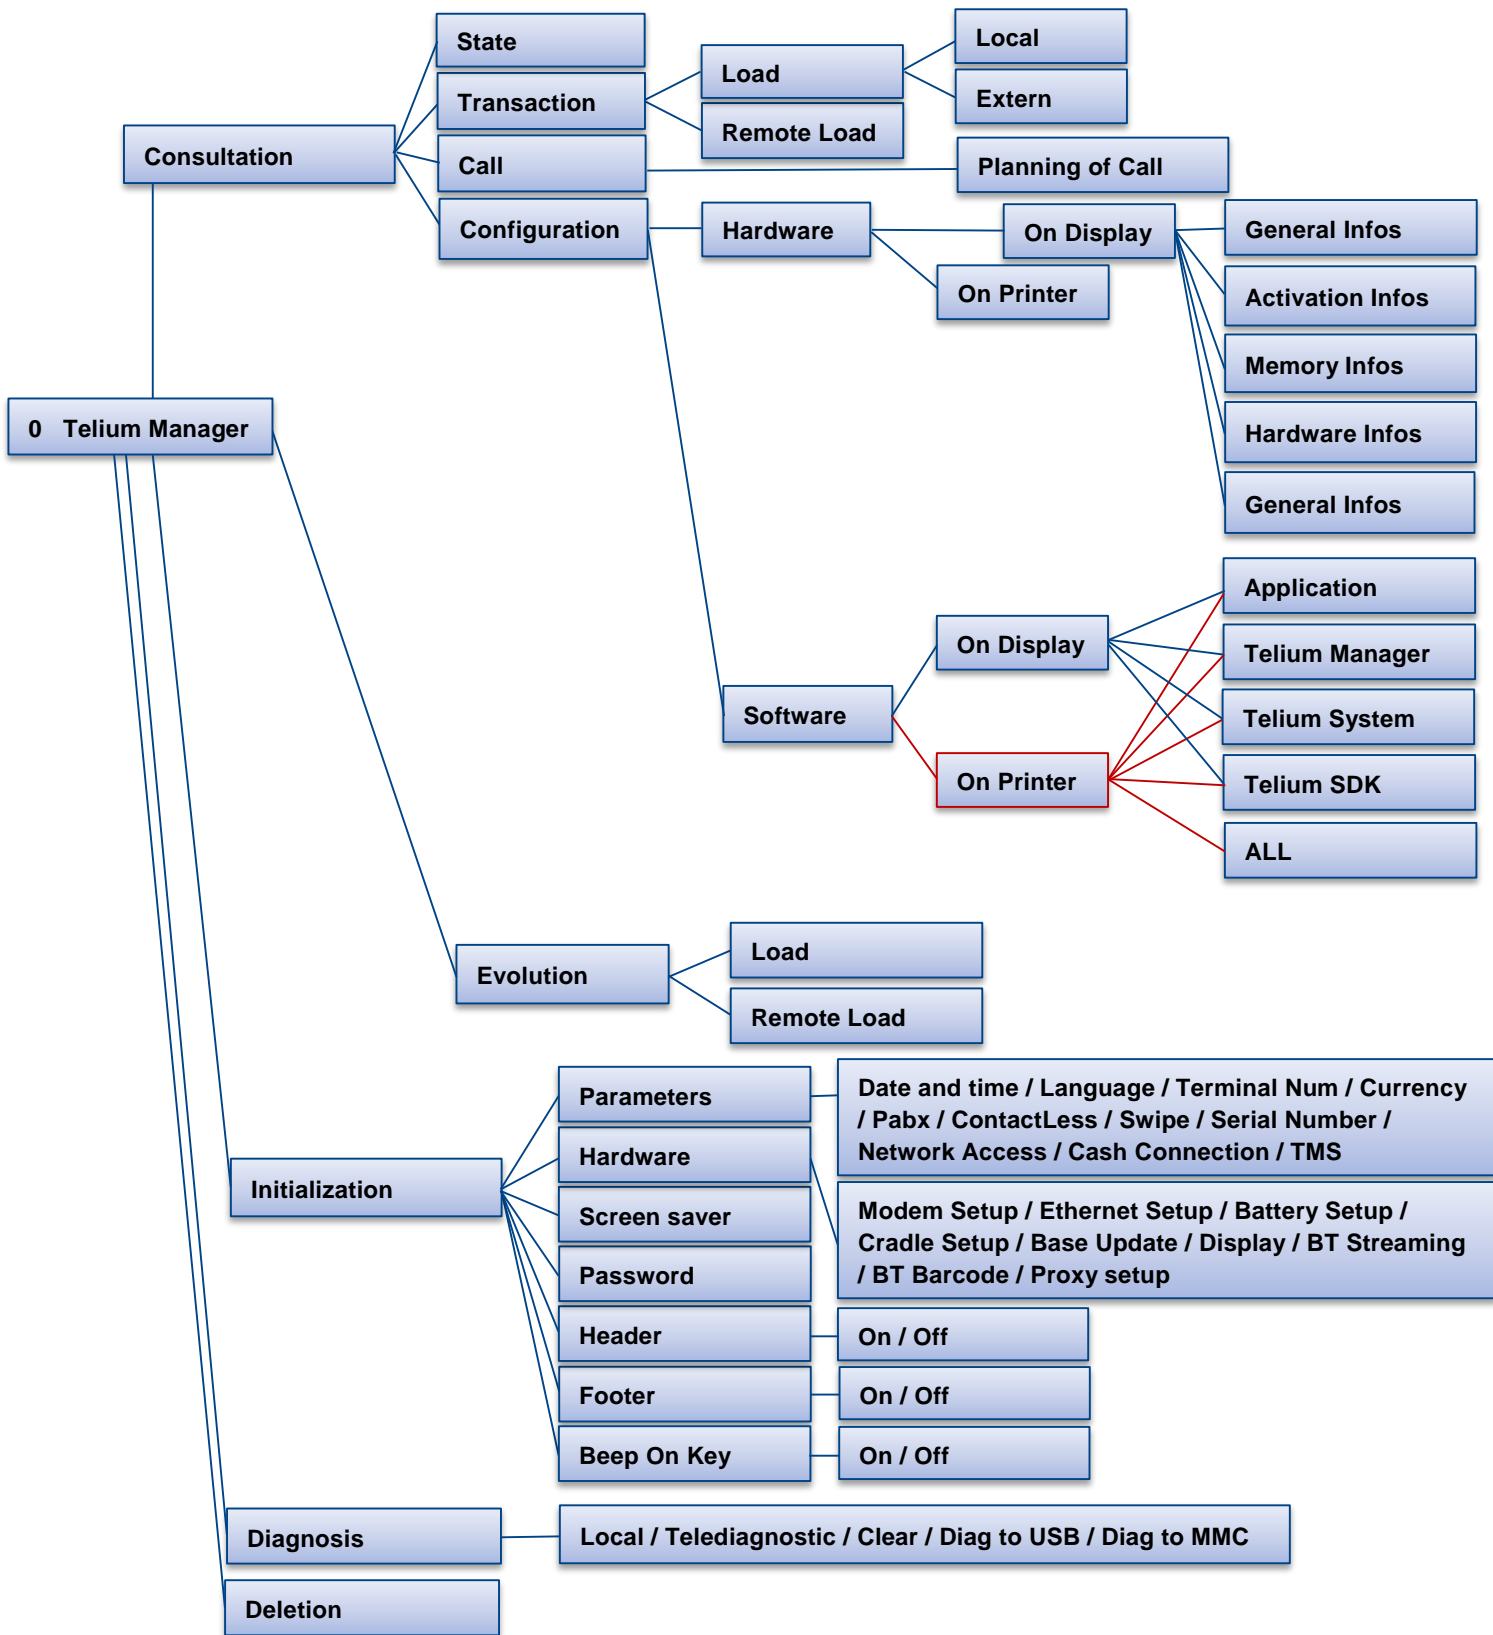 State
Transaction
Call
Configuration
Load
Remote Load
Local
Extern
Consultation
Planning of Call
Hardware
On Display
On Printer
General Infos
Activation Infos
Memory Infos
Hardware Infos
General Infos
0 Telium Manager
Software
On Display
On Printer
Application
Telium Manager
Telium System
Telium SDK
ALL
Evolution
Load
Remote Load
Initialization
Parameters
Date and time / Language / Terminal Num / Currency
/ Pabx / ContactLess / Swipe / Serial Number /
Network Access / Cash Connection / TMS
Hardware
Modem Setup / Ethernet Setup / Battery Setup /
Cradle Setup / Base Update / Display / BT Streaming
/ BT Barcode / Proxy setup
Screen saver
Password
Header
On / Off
Footer
On / Off
Beep On Key
On / Off
Diagnosis
Local / Telediagnostic / Clear / Diag to USB / Diag to MMC
Deletion